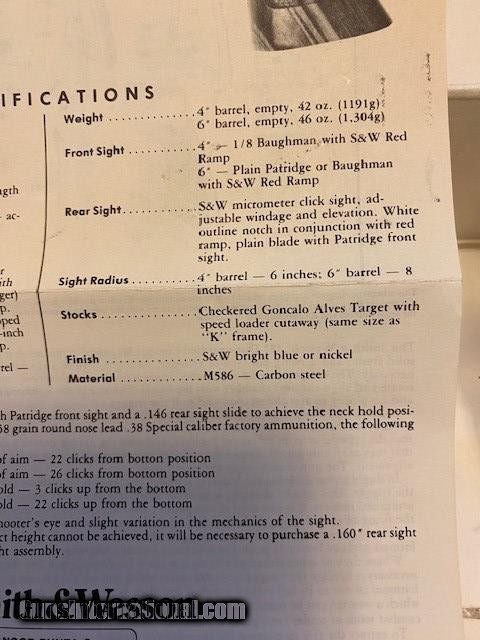 IFICATIONS
Weight . . . . . . . . . . . . 4" barrel, empty, 42 oz. (1191g)
6" barrel, empty, 46 oz. (1,304g)
Front Sight . . . . . . . . . . 4" — 1/8 Baughman with S&W Red
Ramp
6" — Plain Patridge or Baughman
with S&W Red Ramp
ngth
- ac-
Rear Sight . . . . . . . . . . S&W micrometer click sight, ad-
justable windage and elevation. White
outline notch in conjunction with red
ramp, plain blade with Patridge front
sight.
r
ith
ger)
p.
ped
-inch
p.
rel —
Sight Radius . . . . . . . . . 4" barrel — 6 inches; 6" barrel — 8
inches
Stocks . . . . . . . . . . . . . Checkered Goncalo Alves Target with
speed loader cutaway (same size as
"K" frame).
Finish . . . . . . . . . . . . . S&W bright blue or nickel
Material . . . . . . . . . . . M586 — Carbon steel
h Patridge front sight and a .146 rear sight slide to achieve the neck hold posi-
58 grain round nose lead .38 Special caliber factory ammunition, the following
of aim — 22 clicks from botton position
of aim — 26 clicks from bottom position
old — 3 clicks up from the bottom
old — 22 clicks up from the bottom
hooter's eye and slight variation in the mechanics of the sight.
ct height cannot be achieved, it will be necessary to purchase a .160" rear sight
ht assembly.
ith & Wesson
GunsInternational.com